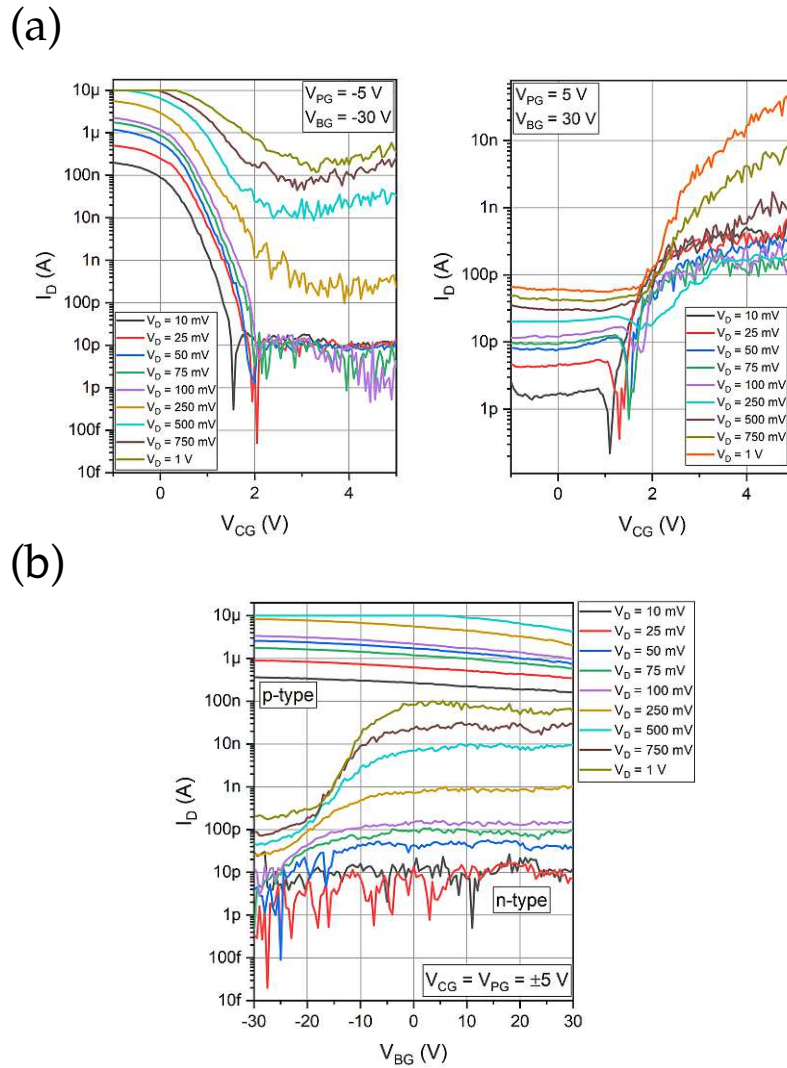 (a)
V_PG = -5 V
V_BG = -30 V
10µ
1µ
100n
10n
1n
100p
10p
1p
100f
10f
I_D (A)
V_D = 10 mV
V_D = 25 mV
V_D = 50 mV
V_D = 75 mV
V_D = 100 mV
V_D = 250 mV
V_D = 500 mV
V_D = 750 mV
V_D = 1 V
0
2
4
V_CG (V)
V_PG = 5 V
V_BG = 30 V
10n
1n
100p
10p
1p
I_D (A)
V_D = 10 mV
V_D = 25 mV
V_D = 50 mV
V_D = 75 mV
V_D = 100 mV
V_D = 250 mV
V_D = 500 mV
V_D = 750 mV
V_D = 1 V
0
2
4
V_CG (V)
(b)
10µ
1µ
100n
10n
1n
100p
10p
1p
100f
10f
I_D (A)
p-type
n-type
V_CG = V_PG = ±5 V
-30
-20
-10
0
10
20
30
V_BG (V)
V_D = 10 mV
V_D = 25 mV
V_D = 50 mV
V_D = 75 mV
V_D = 100 mV
V_D = 250 mV
V_D = 500 mV
V_D = 750 mV
V_D = 1 V